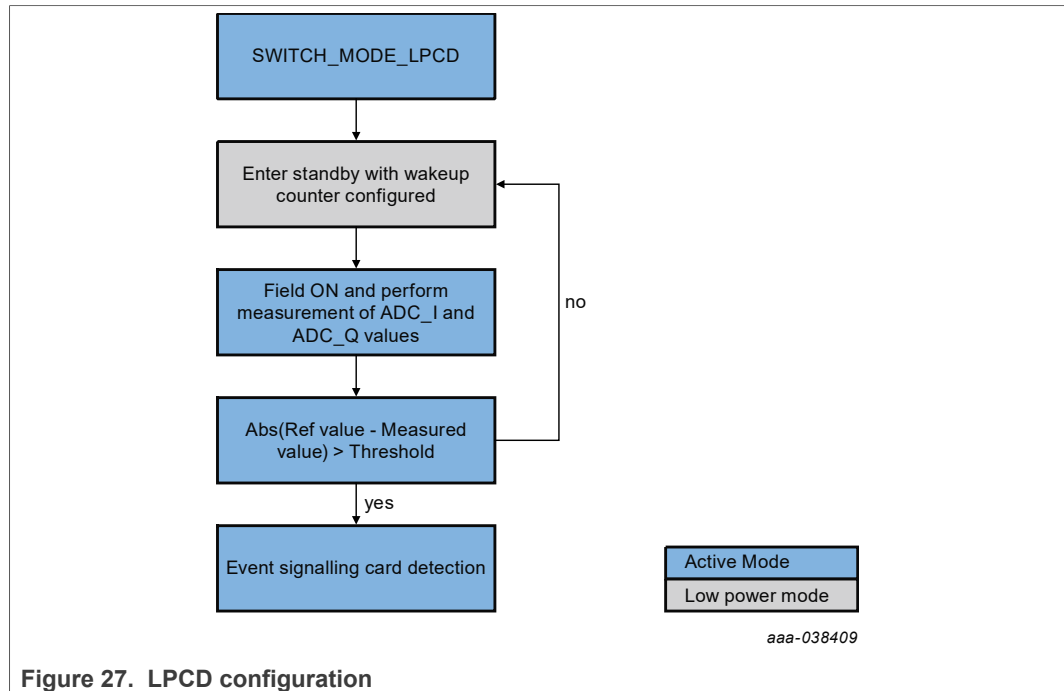 SWITCH_MODE_LPCD
Enter standby with wakeup
counter configured
Field ON and perform
measurement of ADC_I and
ADC_Q values
no
Abs(Ref value - Measured
value) > Threshold
yes
Event signalling card detection
Active Mode
Low power mode
aaa-038409
Figure 27. LPCD configuration